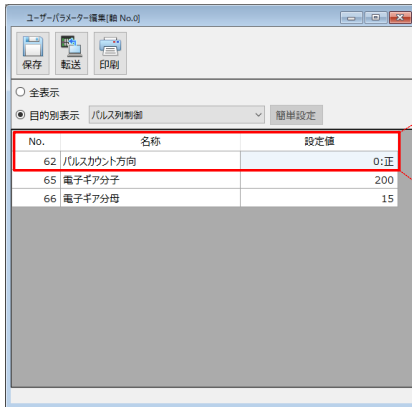 ユーザーパラメーター編集[軸 No.0]
保存 転送 印刷
全表示
目的別表示 パルス列制御 簡単設定
No. 名称 設定値
62 パルスカウント方向 0:正
65 電子ギア分子 200
66 電子ギア分母 15